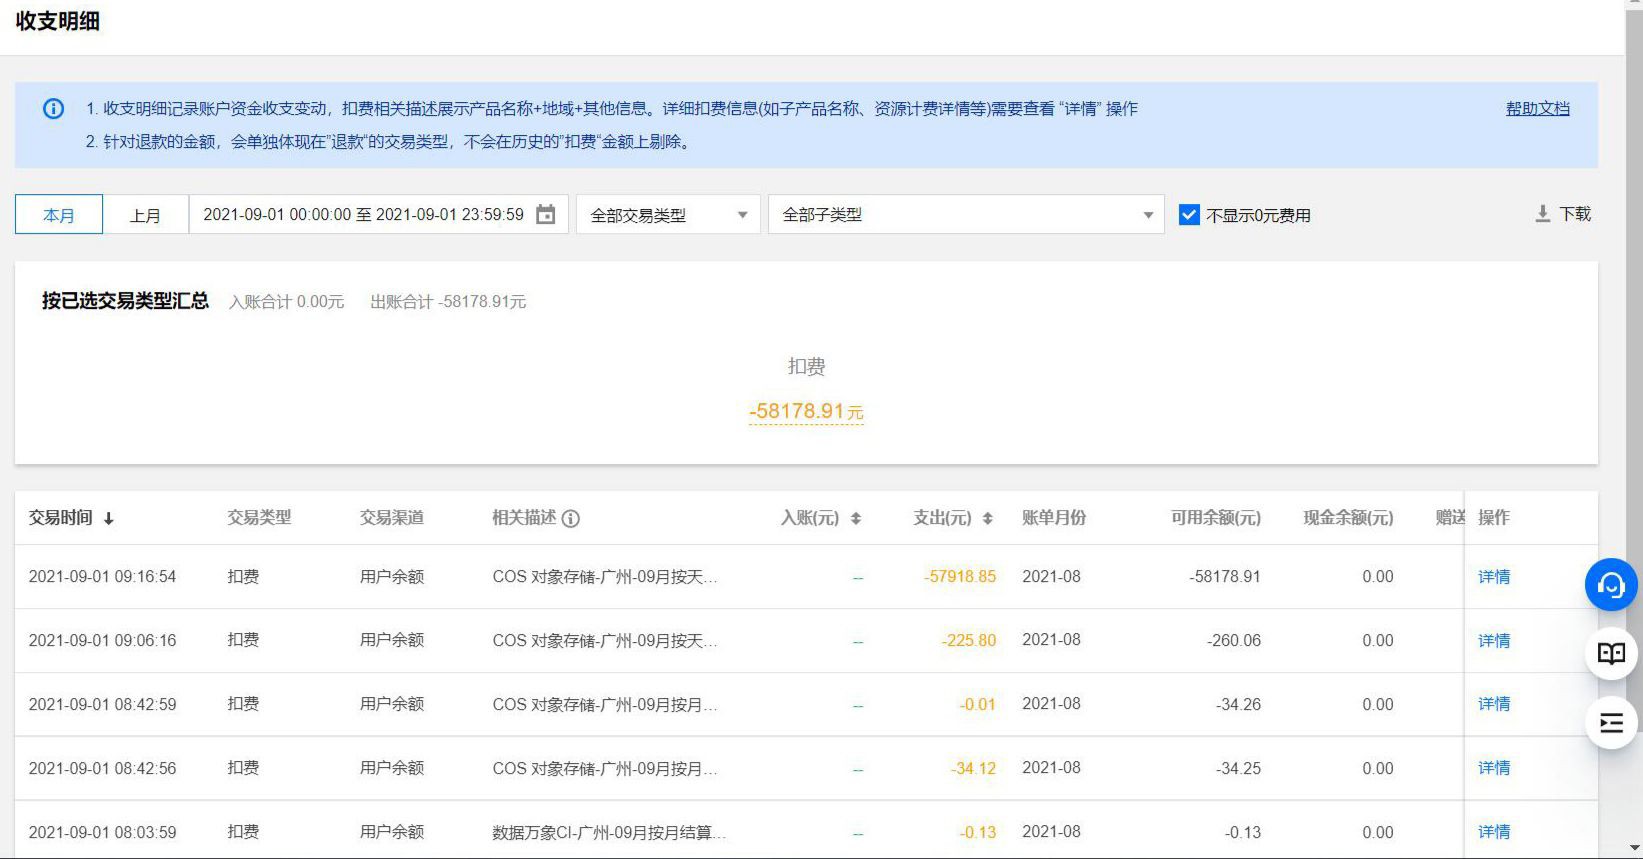 收支明细
1. 收支明细记录账户资金收支变动，扣费相关描述展示产品名称+地域+其他信息。详细扣费信息(如子产品名称、资源计费详情等)需要查看 “详情” 操作
帮助文档
2. 针对退款的金额，会单独体现在”退款“的交易类型，不会在历史的”扣费“金额上剔除。
本月 上月 2021-09-01 00:00:00 至 2021-09-01 23:59:59 全部交易类型 全部子类型 不显示0元费用 下载
按已选交易类型汇总 入账合计 0.00元 出账合计 -58178.91元
扣费
-58178.91元
交易时间 交易类型 交易渠道 相关描述 入账(元) 支出(元) 账单月份 可用余额(元) 现金余额(元) 赠送 操作
2021-09-01 09:16:54 扣费 用户余额 COS 对象存储-广州-09月按天... -- -57918.85 2021-08 -58178.91 0.00 详情
2021-09-01 09:06:16 扣费 用户余额 COS 对象存储-广州-09月按天... -- -225.80 2021-08 -260.06 0.00 详情
2021-09-01 08:42:59 扣费 用户余额 COS 对象存储-广州-09月按月... -- -0.01 2021-08 -34.26 0.00 详情
2021-09-01 08:42:56 扣费 用户余额 COS 对象存储-广州-09月按月... -- -34.12 2021-08 -34.25 0.00 详情
2021-09-01 08:03:59 扣费 用户余额 数据万象CI-广州-09月按月结算... -- -0.13 2021-08 -0.13 0.00 详情